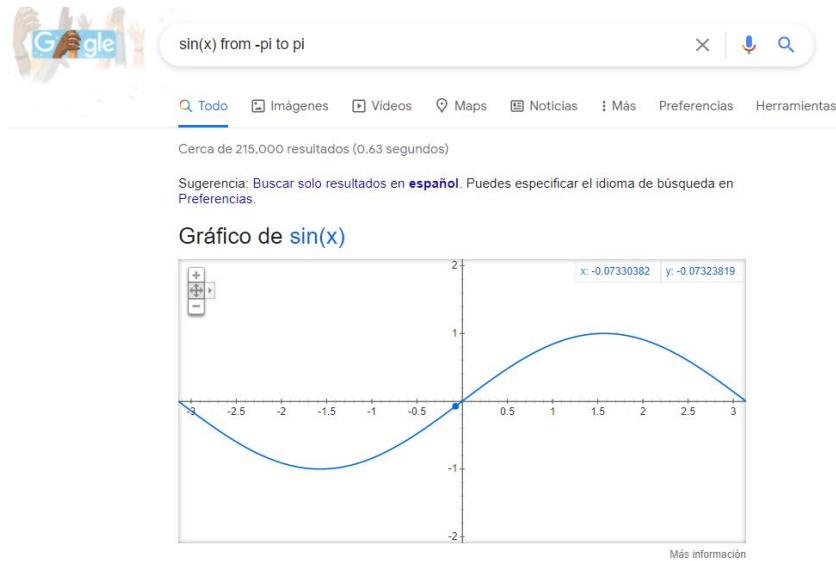 Google
sin(x) from -pi to pi
Todo Imágenes Vídeos Maps Noticias Más Preferencias Herramientas
Cerca de 215,000 resultados (0.63 segundos)
Sugerencia: Buscar solo resultados en español. Puedes especificar el idioma de búsqueda en
Preferencias.
Gráfico de sin(x)
x: -0.07330382 y: -0.07323819
2
1
-3 -2.5 -2 -1.5 -1 -0.5 0.5 1 1.5 2 2.5 3
-1
-2
Más información